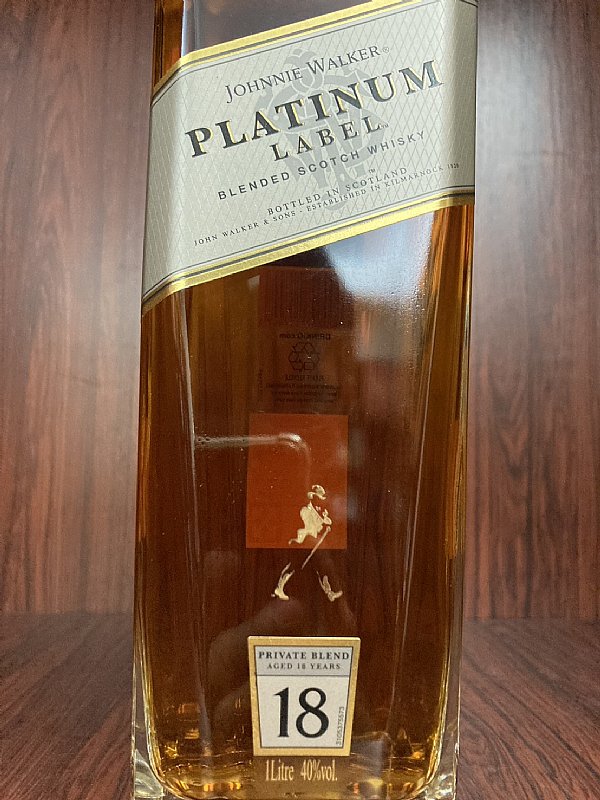 JOHNNIE WALKER®
PLATINUM
LABEL™
BLENDED SCOTCH WHISKY
BOTTLED IN SCOTLAND
JOHN WALKER & SONS - ESTABLISHED IN KILMARNOCK 1820
PRIVATE BLEND
AGED 18 YEARS
18
1Litre 40%vol.